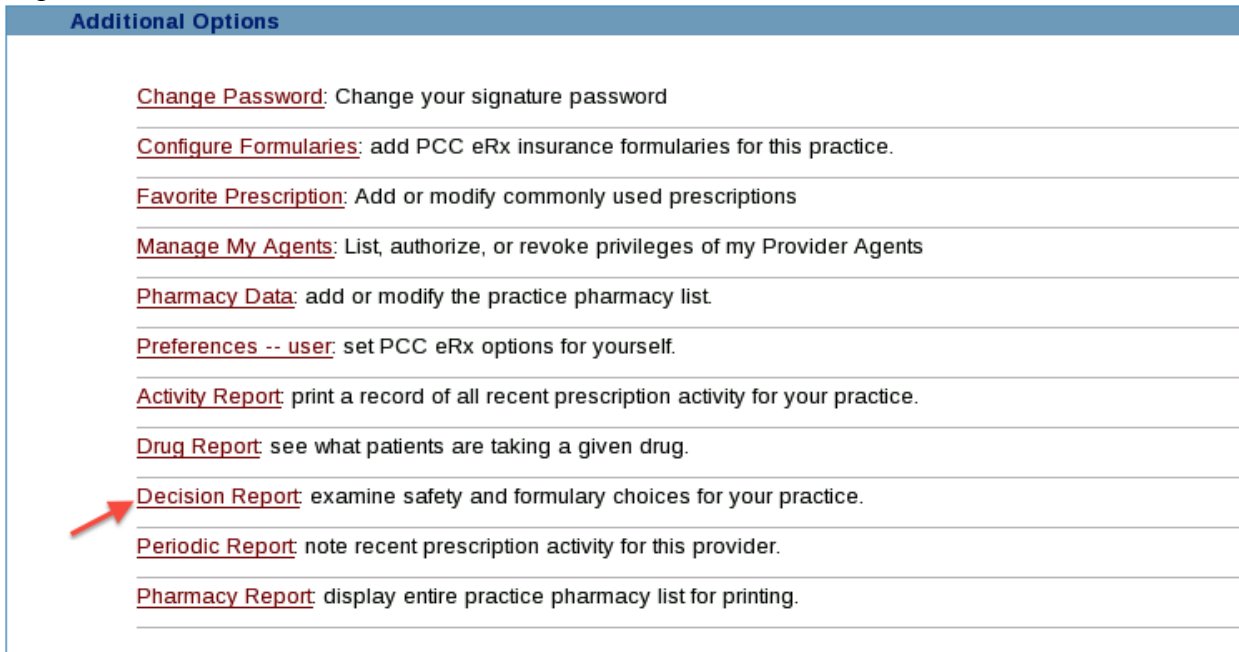 Additional Options
Change Password: Change your signature password
Configure Formularies: add PCC eRx insurance formularies for this practice.
Favorite Prescription: Add or modify commonly used prescriptions
Manage My Agents: List, authorize, or revoke privileges of my Provider Agents
Pharmacy Data: add or modify the practice pharmacy list.
Preferences -- user: set PCC eRx options for yourself.
Activity Report: print a record of all recent prescription activity for your practice.
Drug Report: see what patients are taking a given drug.
Decision Report: examine safety and formulary choices for your practice.
Periodic Report: note recent prescription activity for this provider.
Pharmacy Report: display entire practice pharmacy list for printing.